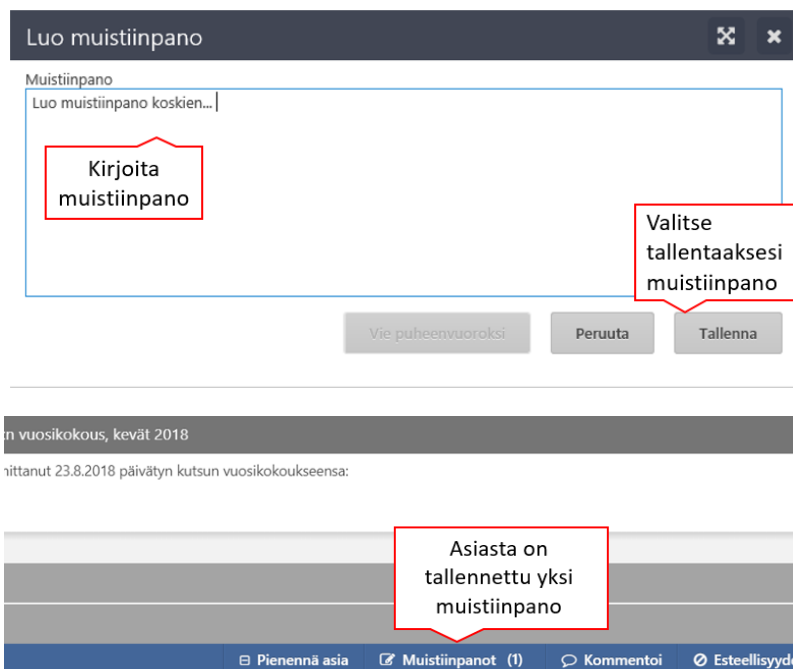 Luo muistiinpano
Muistiinpano
Luo muistiinpano koskien...
Kirjoita
muistiinpano
Valitse
tallentaaksesi
muistiinpano
Vie puheenvuoroksi
Peruuta
Tallenna
n vuosikokous, kevät 2018
nittanut 23.8.2018 päivätyn kutsun vuosikokoukseensa:
Asiasta on
tallennettu yksi
muistiinpano
Pienennä asia
Muistiinpanot (1)
Kommentoi
Esteellisyyde